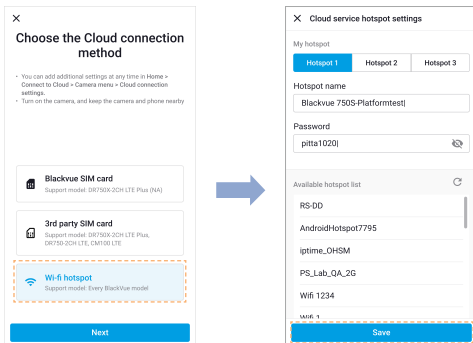 Choose the Cloud connection
method
• You can add additional settings at any time in Home >
Connect to Cloud > Camera menu > Cloud connection
settings.
• Turn on the camera, and keep the camera and phone nearby
Blackvue SIM card
Support model: DR750X-2CH LTE Plus (NA)
3rd party SIM card
Support model: DR750X-2CH LTE Plus,
DR750-2CH LTE, CM100 LTE
Wi-fi hotspot
Support model: Every BlackVue model
Next
Cloud service hotspot settings
My hotspot
Hotspot 1 Hotspot 2 Hotspot 3
Hotspot name
Blackvue 750S-Platformtest|
Password
pitta1020|
Available hotspot list
RS-DD
AndroidHotspot7795
iptime_OHSM
PS_Lab_QA_2G
Wifi 1234
Wifi 1
Save